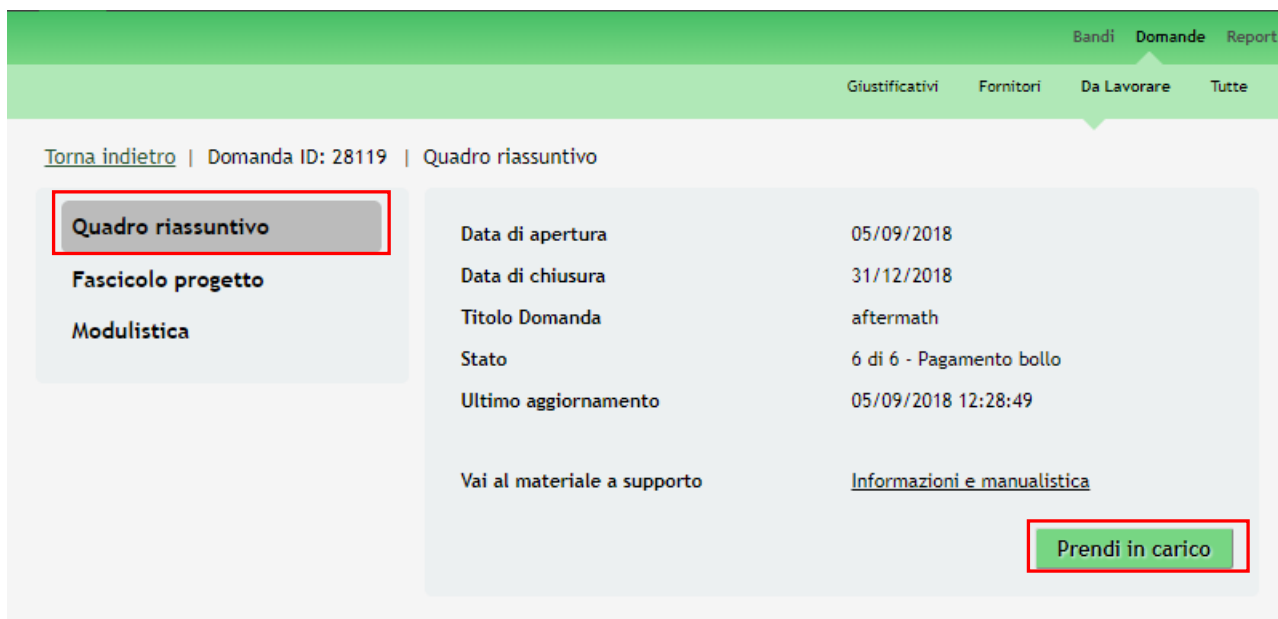 Bandi Domande Report
Giustificativi Fornitori Da Lavorare Tutte
Torna indietro | Domanda ID: 28119 | Quadro riassuntivo
Quadro riassuntivo
Fascicolo progetto
Modulistica
Data di apertura 05/09/2018
Data di chiusura 31/12/2018
Titolo Domanda aftermath
Stato 6 di 6 - Pagamento bollo
Ultimo aggiornamento 05/09/2018 12:28:49
Vai al materiale a supporto Informazioni e manualistica
Prendi in carico